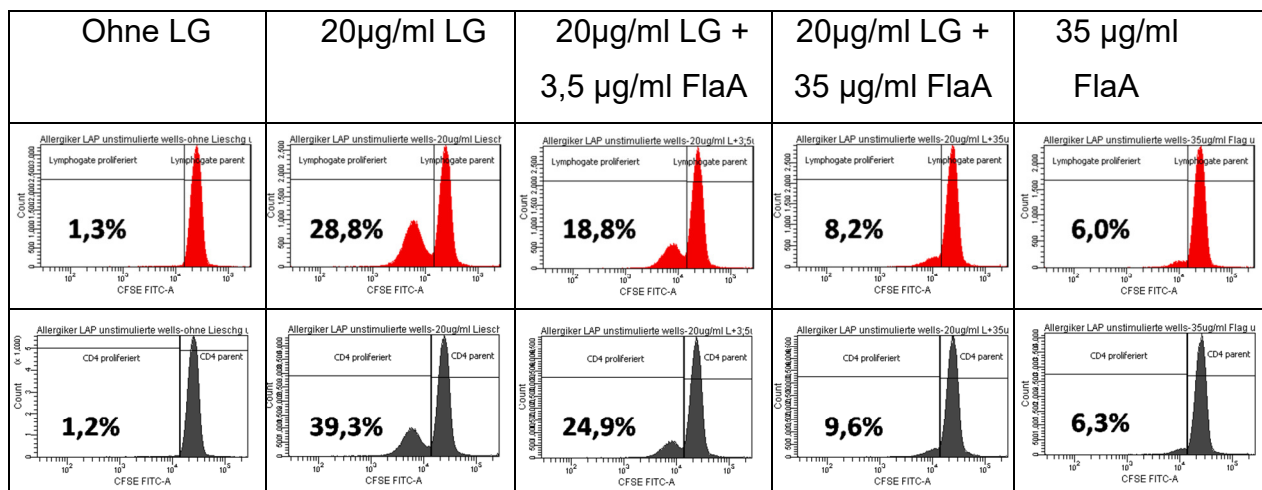 Ohne LG
20µg/ml LG
20µg/ml LG +
3,5 µg/ml FlaA
20µg/ml LG +
35 µg/ml FlaA
35 µg/ml
FlaA
Allergiker LAP unstimulierte wells-ohne Lieschg u
Lymphogate proliferiert
Lymphogate parent
1,3%
Count
CFSE FITC-A
Allergiker LAP unstimulierte wells-20ug/ml Liesch
Lymphogate proliferiert
Lymphogate parent
28,8%
Count
CFSE FITC-A
Allergiker LAP unstimulierte wells-20ug/ml L+3,5u
Lymphogate proliferiert
Lymphogate parent
18,8%
Count
CFSE FITC-A
Allergiker LAP unstimulierte wells-20ug/ml L+35u
Lymphogate proliferiert
Lymphogate parent
8,2%
Count
CFSE FITC-A
Allergiker LAP unstimulierte wells-35ug/ml Flag u
Lymphogate proliferiert
Lymphogate parent
6,0%
Count
CFSE FITC-A
Allergiker LAP unstimulierte wells-ohne Lieschg u
CD4 proliferiert
CD4 parent
1,2%
(x 1,000)
Count
CFSE FITC-A
Allergiker LAP unstimulierte wells-20ug/ml Liesch
CD4 proliferiert
CD4 parent
39,3%
Count
CFSE FITC-A
Allergiker LAP unstimulierte wells-20ug/ml L+3,5u
CD4 proliferiert
CD4 parent
24,9%
Count
CFSE FITC-A
Allergiker LAP unstimulierte wells-20ug/ml L+35u
CD4 proliferiert
CD4 parent
9,6%
Count
CFSE FITC-A
Allergiker LAP unstimulierte wells-35ug/ml Flag u
CD4 proliferiert
CD4 parent
6,3%
Count
CFSE FITC-A